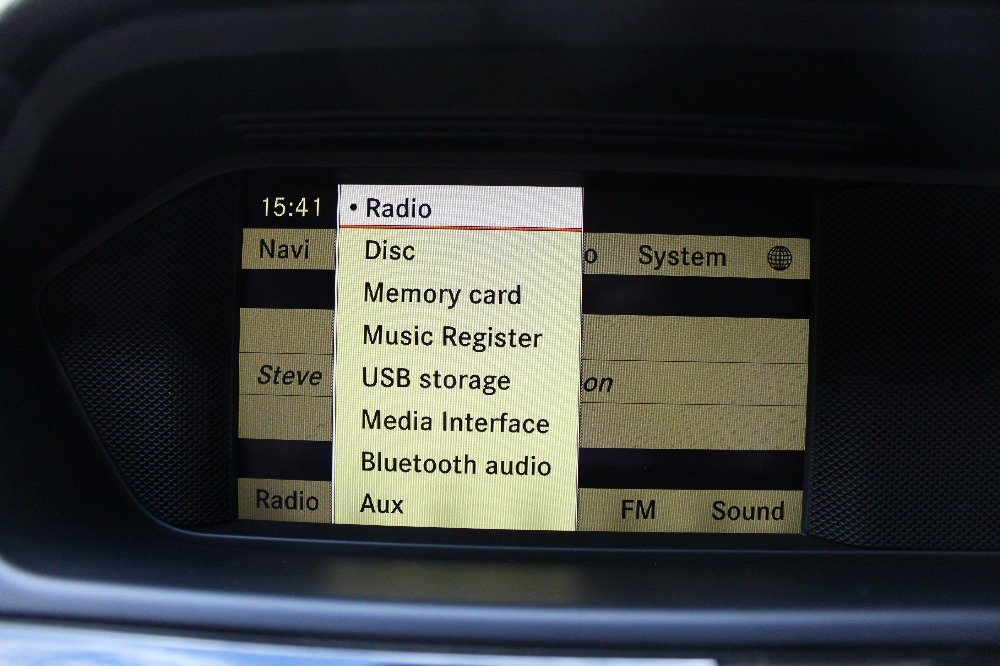 15:41
• Radio
Navi
Disc
o
System
Memory card
Music Register
Steve
USB storage
on
Media Interface
Bluetooth audio
Radio
Aux
FM
Sound